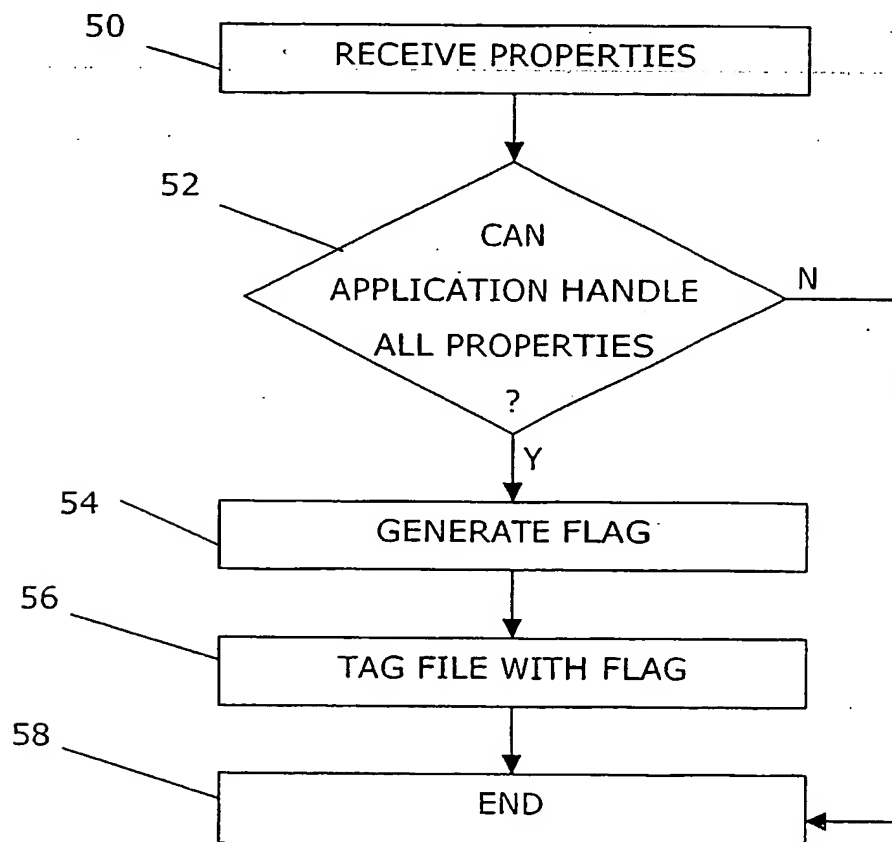 50
RECEIVE PROPERTIES
52
CAN
APPLICATION HANDLE
ALL PROPERTIES
?
N
Y
54
GENERATE FLAG
56
TAG FILE WITH FLAG
58
END